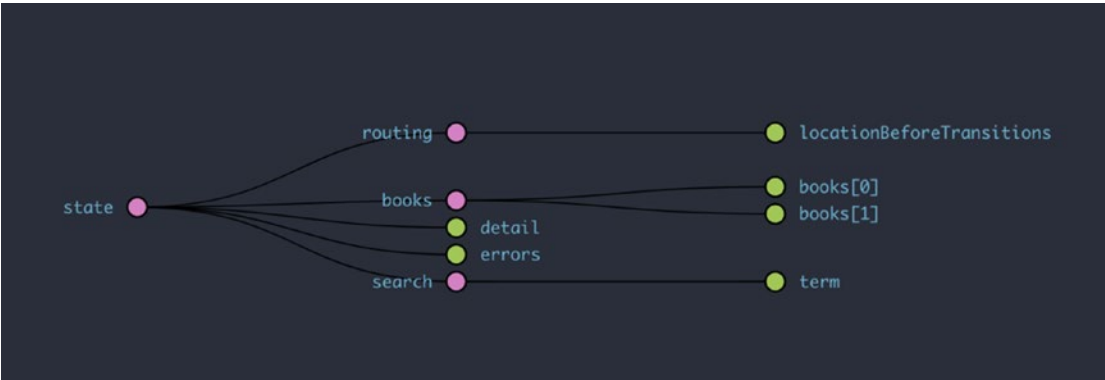 routing
locationBeforeTransitions
books[0]
books
state
books[1]
detail
errors
search
term